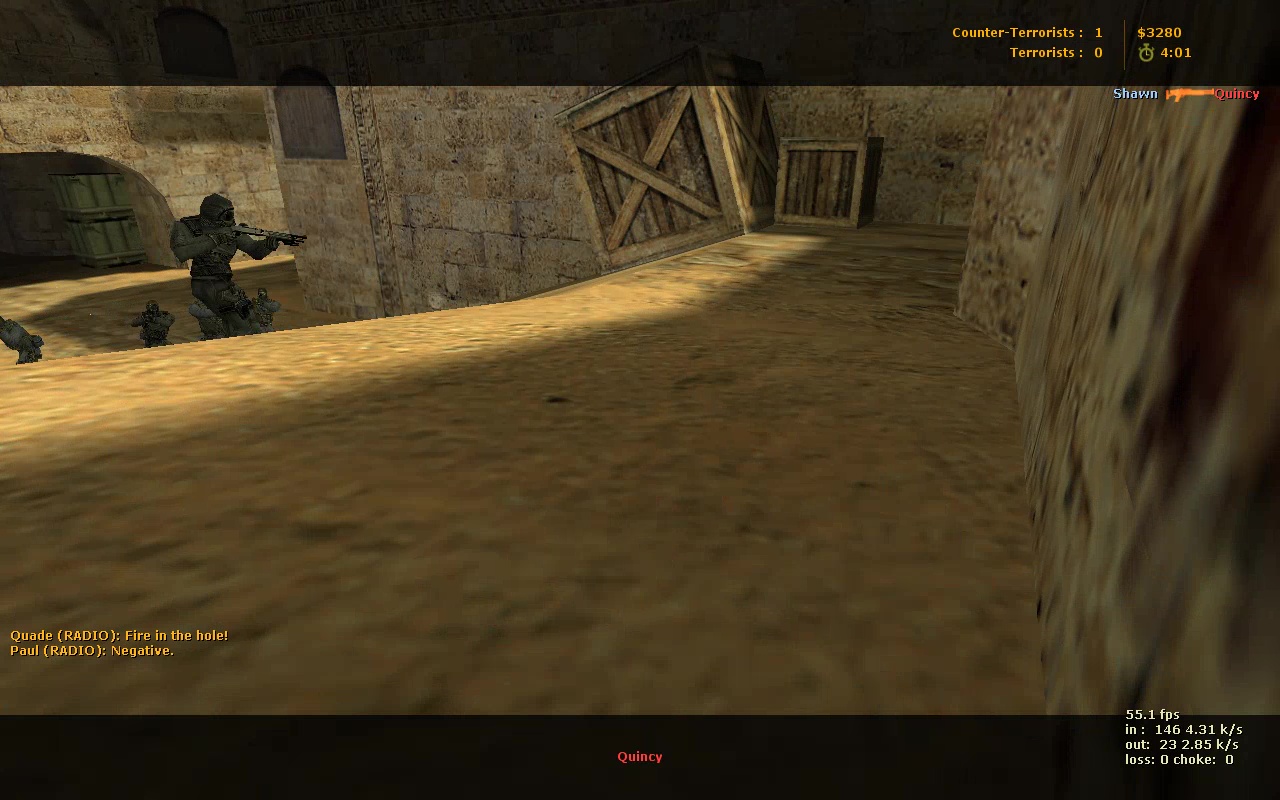 Counter-Terrorists : 1 $3280
Terrorists : 0 4:01
Shawn Quincy
Quade (RADIO): Fire in the hole!
Paul (RADIO): Negative.
55.1 fps
in : 146 4.31 k/s
out: 23 2.85 k/s
loss: 0 choke: 0
Quincy